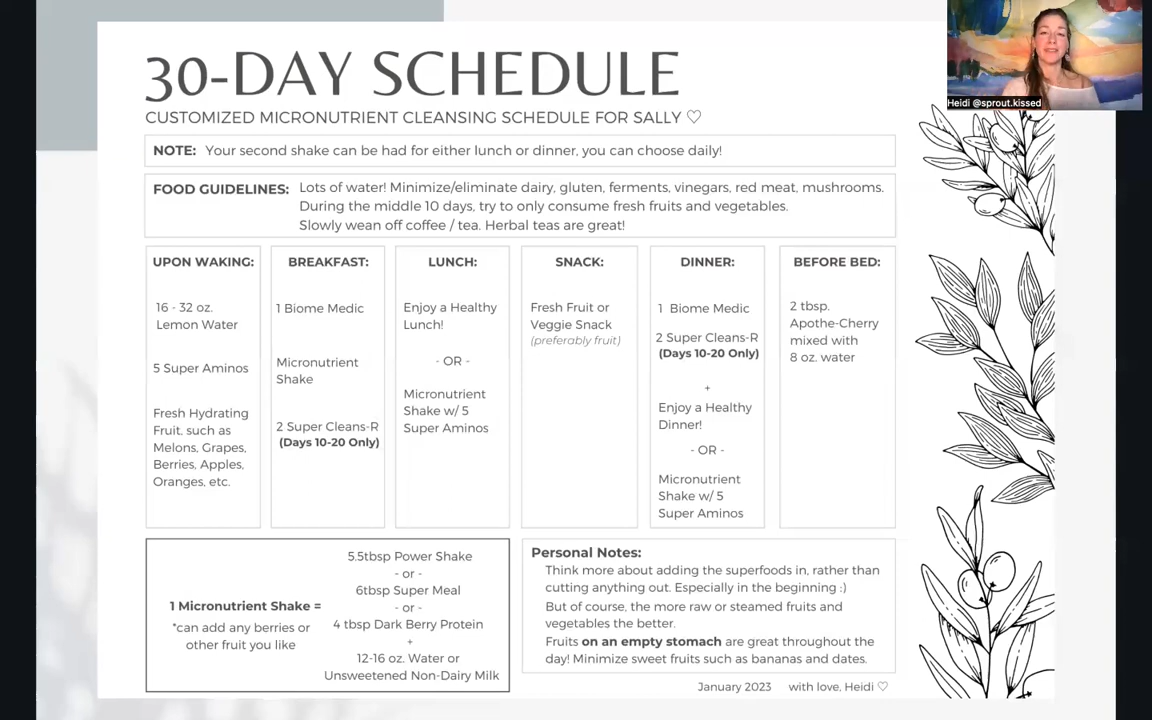 30-DAY SCHEDULE
CUSTOMIZED MICRONUTRIENT CLEANSING SCHEDULE FOR SALLY ♡
Heidi @sprout.kissed
NOTE: Your second shake can be had for either lunch or dinner, you can choose daily!
FOOD GUIDELINES: Lots of water! Minimize/eliminate dairy, gluten, ferments, vinegars, red meat, mushrooms.
During the middle 10 days, try to only consume fresh fruits and vegetables.
Slowly wean off coffee / tea. Herbal teas are great!
UPON WAKING:
16 - 32 oz.
Lemon Water
5 Super Aminos
Fresh Hydrating
Fruit, such as
Melons, Grapes,
Berries, Apples,
Oranges, etc.
BREAKFAST:
1 Biome Medic
Micronutrient
Shake
2 Super Cleans-R
(Days 10-20 Only)
LUNCH:
Enjoy a Healthy
Lunch!
- OR -
Micronutrient
Shake w/ 5
Super Aminos
SNACK:
Fresh Fruit or
Veggie Snack
(preferably fruit)
DINNER:
1 Biome Medic
2 Super Cleans-R
(Days 10-20 Only)
+
Enjoy a Healthy
Dinner!
- OR -
Micronutrient
Shake w/ 5
Super Aminos
BEFORE BED:
2 tbsp.
Apothe-Cherry
mixed with
8 oz. water
1 Micronutrient Shake =
*can add any berries or
other fruit you like
5.5tbsp Power Shake
- or -
6tbsp Super Meal
- or -
4 tbsp Dark Berry Protein
+
12-16 oz. Water or
Unsweetened Non-Dairy Milk
Personal Notes:
Think more about adding the superfoods in, rather than
cutting anything out. Especially in the beginning :)
But of course, the more raw or steamed fruits and
vegetables the better.
Fruits on an empty stomach are great throughout the
day! Minimize sweet fruits such as bananas and dates.
January 2023 with love, Heidi ♡